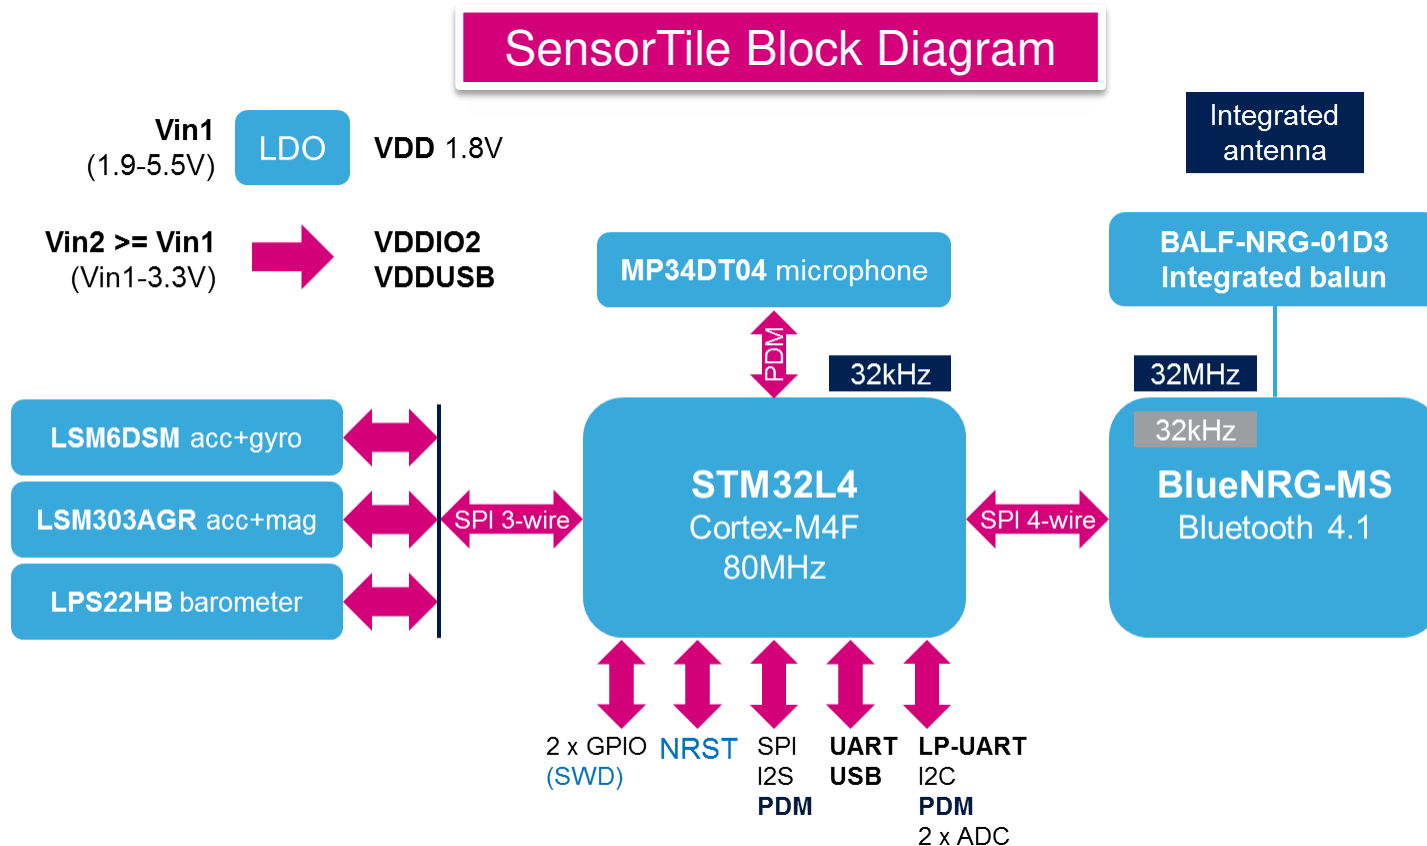 SensorTile Block Diagram
Vin1
(1.9-5.5V)
LDO
VDD 1.8V
Integrated
antenna
Vin2 >= Vin1
(Vin1-3.3V)
VDDIO2
VDDUSB
MP34DT04 microphone
BALF-NRG-01D3
Integrated balun
PDM
32kHz
32MHz
32kHz
LSM6DSM acc+gyro
LSM303AGR acc+mag
LPS22HB barometer
SPI 3-wire
STM32L4
Cortex-M4F
80MHz
SPI 4-wire
BlueNRG-MS
Bluetooth 4.1
2 x GPIO
(SWD)
NRST
SPI
I2S
PDM
UART
USB
LP-UART
I2C
PDM
2 x ADC